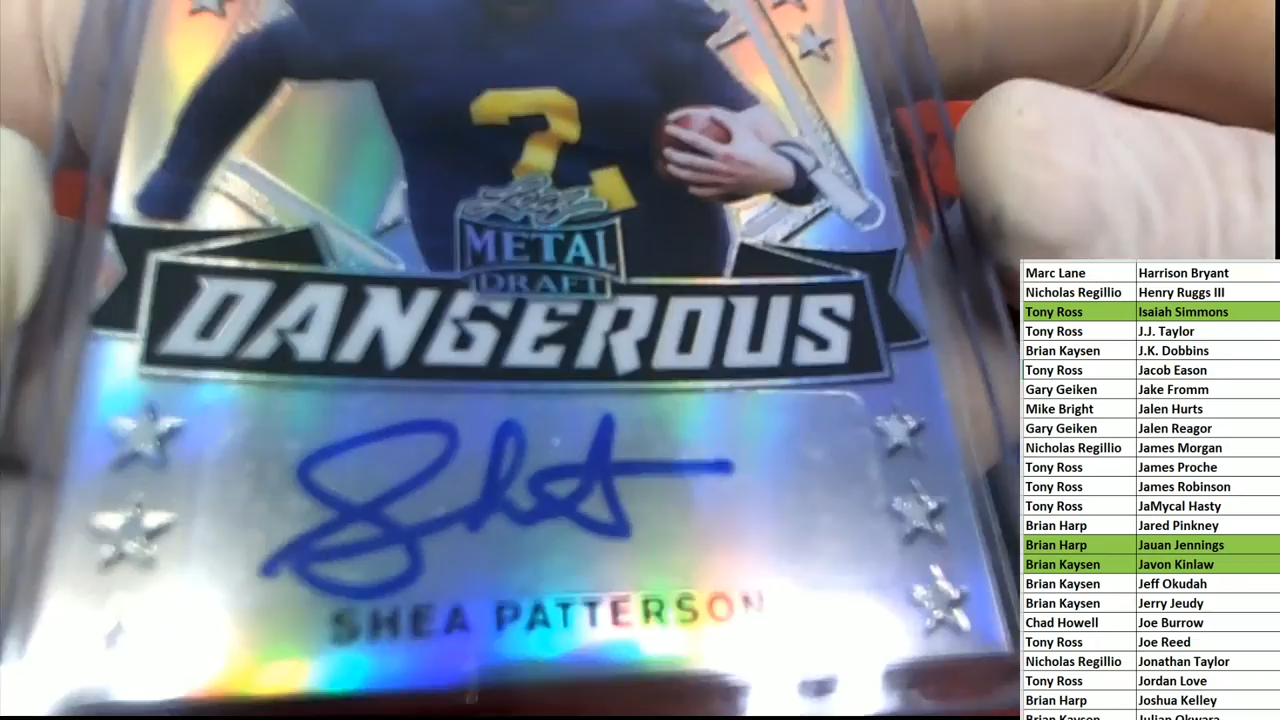 2
Leaf
METAL
DRAFT
DANGEROUS
SHEA PATTERSON
Marc Lane Harrison Bryant
Nicholas Regillio Henry Ruggs III
Tony Ross Isaiah Simmons
Tony Ross J.J. Taylor
Brian Kaysen J.K. Dobbins
Tony Ross Jacob Eason
Gary Geiken Jake Fromm
Mike Bright Jalen Hurts
Gary Geiken Jalen Reagor
Nicholas Regillio James Morgan
Tony Ross James Proche
Tony Ross James Robinson
Tony Ross JaMycal Hasty
Brian Harp Jared Pinkney
Brian Harp Jauan Jennings
Brian Kaysen Javon Kinlaw
Brian Kaysen Jeff Okudah
Brian Kaysen Jerry Jeudy
Chad Howell Joe Burrow
Tony Ross Joe Reed
Nicholas Regillio Jonathan Taylor
Tony Ross Jordan Love
Brian Harp Joshua Kelley
Brian Kaysen Julian Okwara